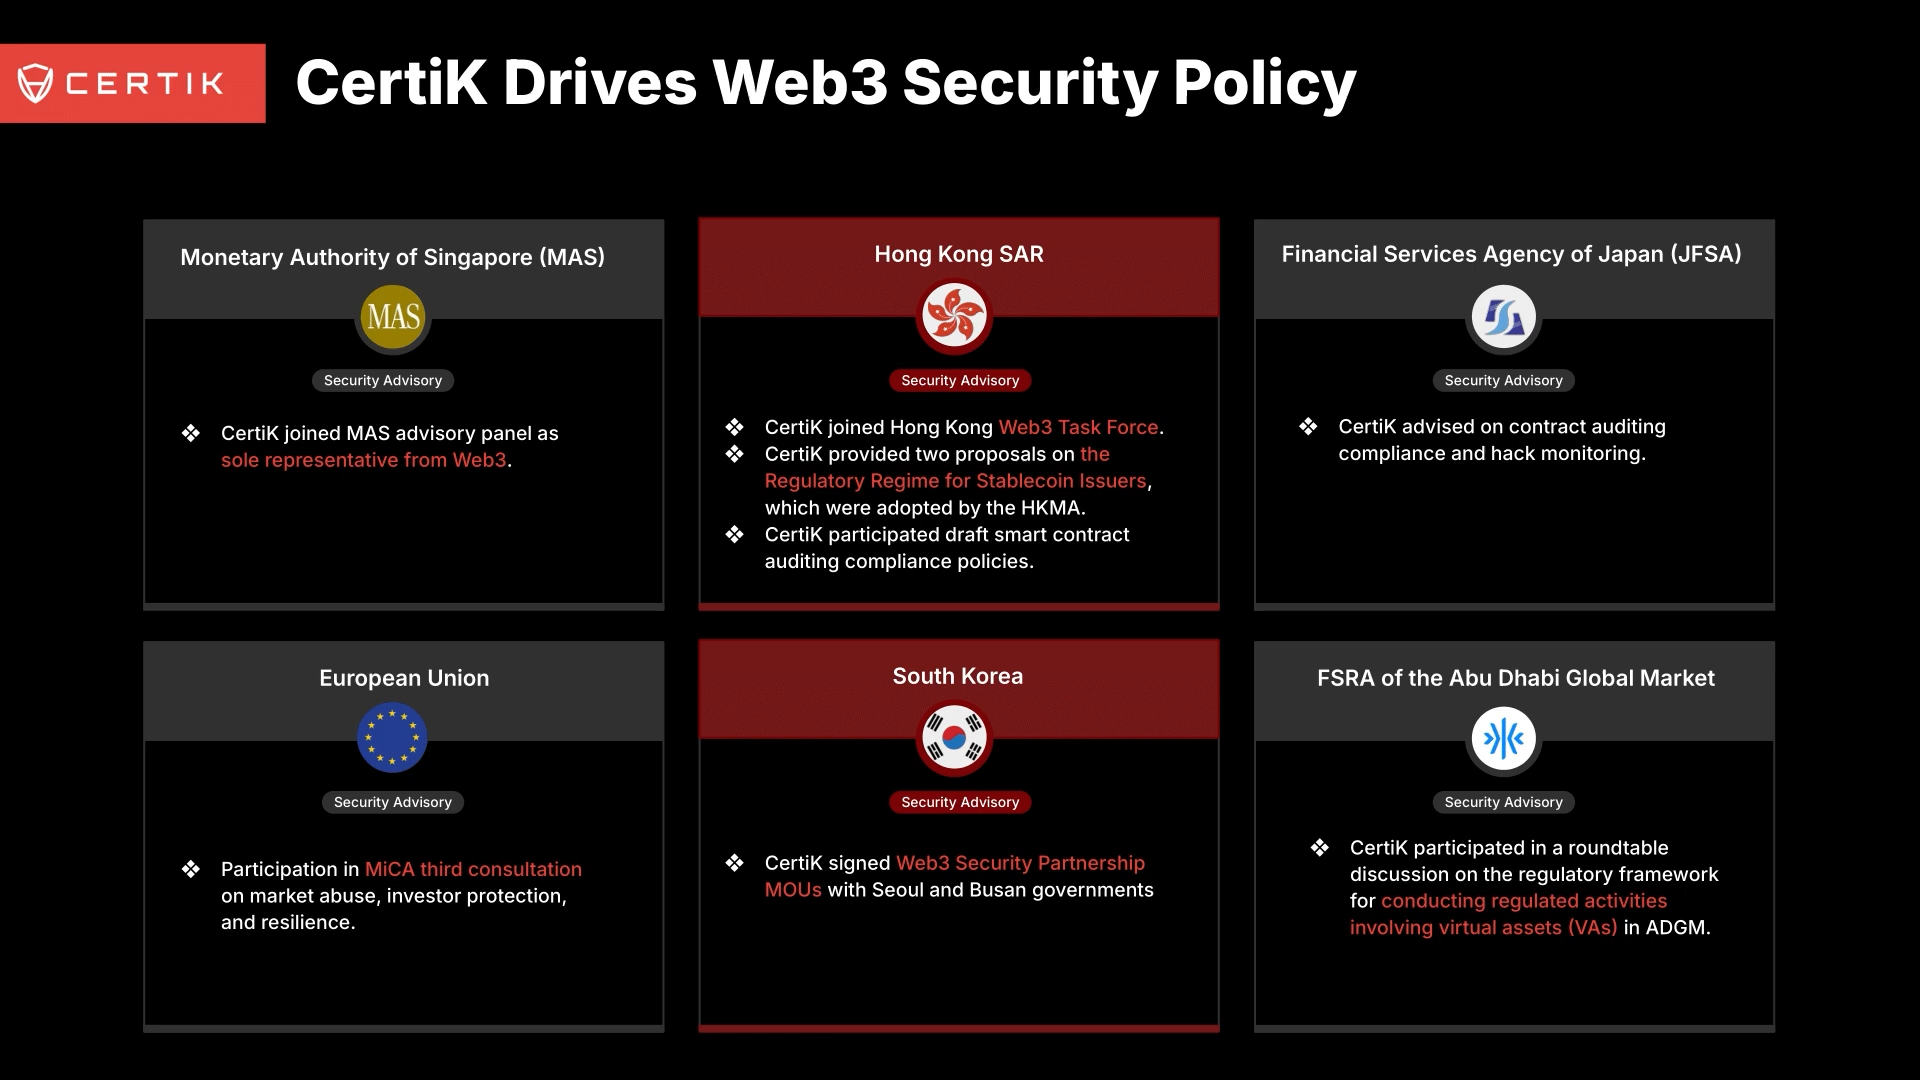 CERTIK
CertiK Drives Web3 Security Policy
Monetary Authority of Singapore (MAS)
MAS
Security Advisory
❖ CertiK joined MAS advisory panel as
sole representative from Web3.
Hong Kong SAR
Security Advisory
❖ CertiK joined Hong Kong Web3 Task Force.
❖ CertiK provided two proposals on the
Regulatory Regime for Stablecoin Issuers,
which were adopted by the HKMA.
❖ CertiK participated draft smart contract
auditing compliance policies.
Financial Services Agency of Japan (JFSA)
Security Advisory
❖ CertiK advised on contract auditing
compliance and hack monitoring.
European Union
Security Advisory
❖ Participation in MiCA third consultation
on market abuse, investor protection,
and resilience.
South Korea
Security Advisory
❖ CertiK signed Web3 Security Partnership
MOUs with Seoul and Busan governments
FSRA of the Abu Dhabi Global Market
Security Advisory
❖ CertiK participated in a roundtable
discussion on the regulatory framework
for conducting regulated activities
involving virtual assets (VAs) in ADGM.